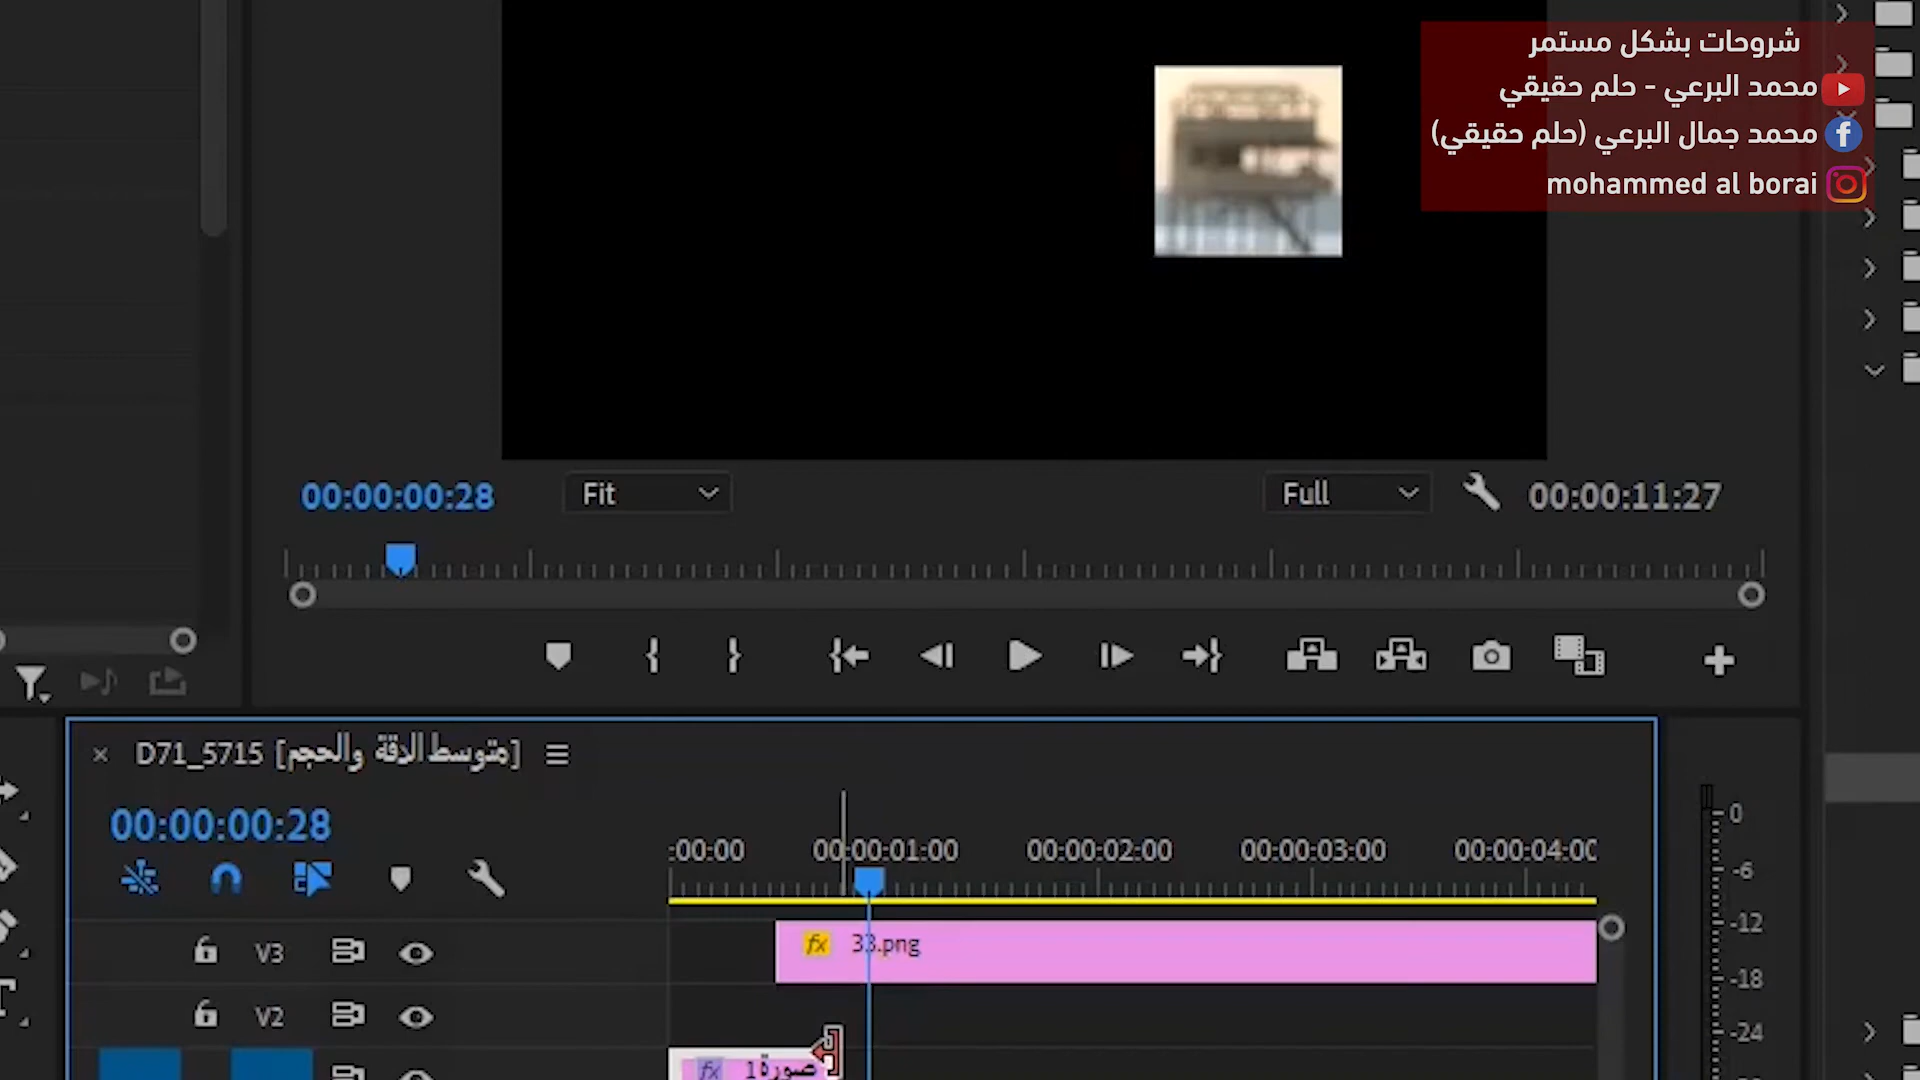 شروحات بشكل مستمر
محمد البرعي - حلم حقيقي
محمد جمال البرعي (حلم حقيقي)
mohammed al borai
00:00:00:28
Fit
Full
00:00:11:27
D71_5715 [متوسط الدقة والحجم]
00:00:00:28
:00:00
00:00:01:00
00:00:02:00
00:00:03:00
00:00:04:00
0
-6
-12
-18
-24
V3
fx 33.png
V2
fx صورة1